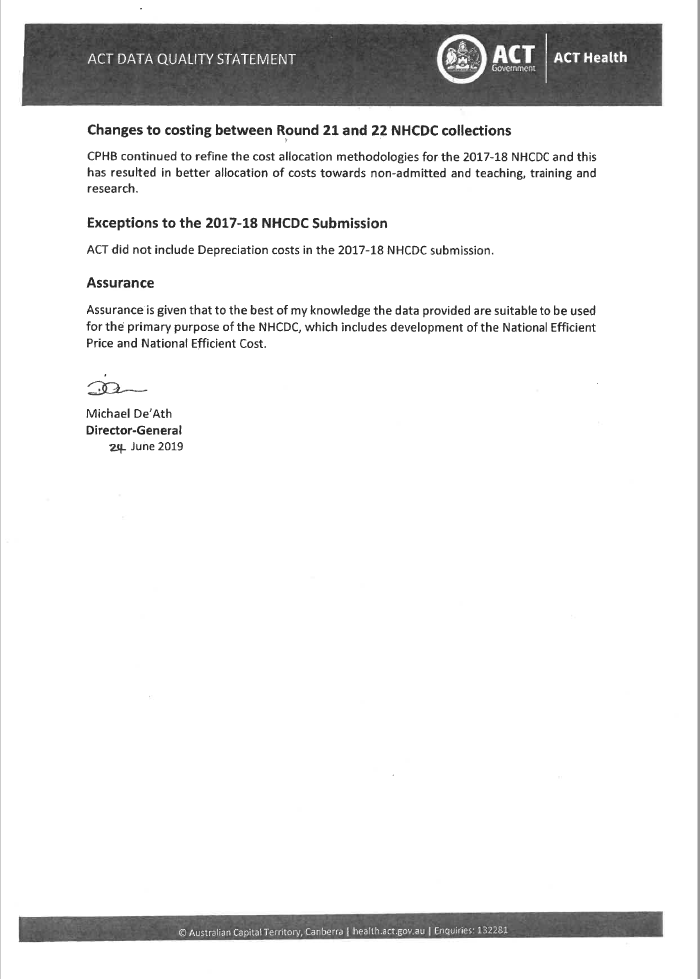 ACT DATA QUALITY STATEMENT
ACT
Government
ACT Health
Changes to costing between Round 21 and 22 NHCDC collections
CPHB continued to refine the cost allocation methodologies for the 2017-18 NHCDC and this
has resulted in better allocation of costs towards non-admitted and teaching, training and
research.
Exceptions to the 2017-18 NHCDC Submission
ACT did not include Depreciation costs in the 2017-18 NHCDC submission.
Assurance
Assurance is given that to the best of my knowledge the data provided are suitable to be used
for the primary purpose of the NHCDC, which includes development of the National Efficient
Price and National Efficient Cost.
Michael De'Ath
Director-General
24 June 2019
© Australian Capital Territory, Canberra | health.act.gov.au | Enquiries: 132281